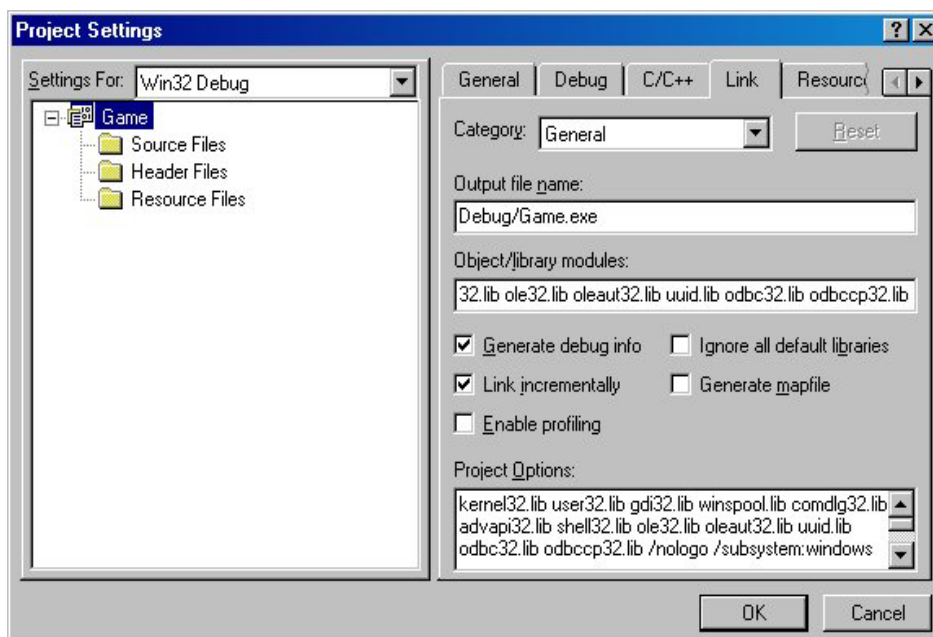 Project Settings
Settings For: Win32 Debug
Game
Source Files
Header Files
Resource Files
General Debug C/C++ Link
Category: General Reset
Output file name:
Debug/Game.exe
Object/library modules:
32.lib ole32.lib oleaut32.lib uuid.lib odbc32.lib odbccp32.lib
Generate debug info Ignore all default libraries
Link incrementally Generate mapfile
Enable profiling
Project Options:
kernel32.lib user32.lib gdi32.lib winspool.lib comdlg32.lib
advapi32.lib shell32.lib ole32.lib oleaut32.lib uuid.lib
odbc32.lib odbccp32.lib /nologo /subsystem:windows
OK Cancel